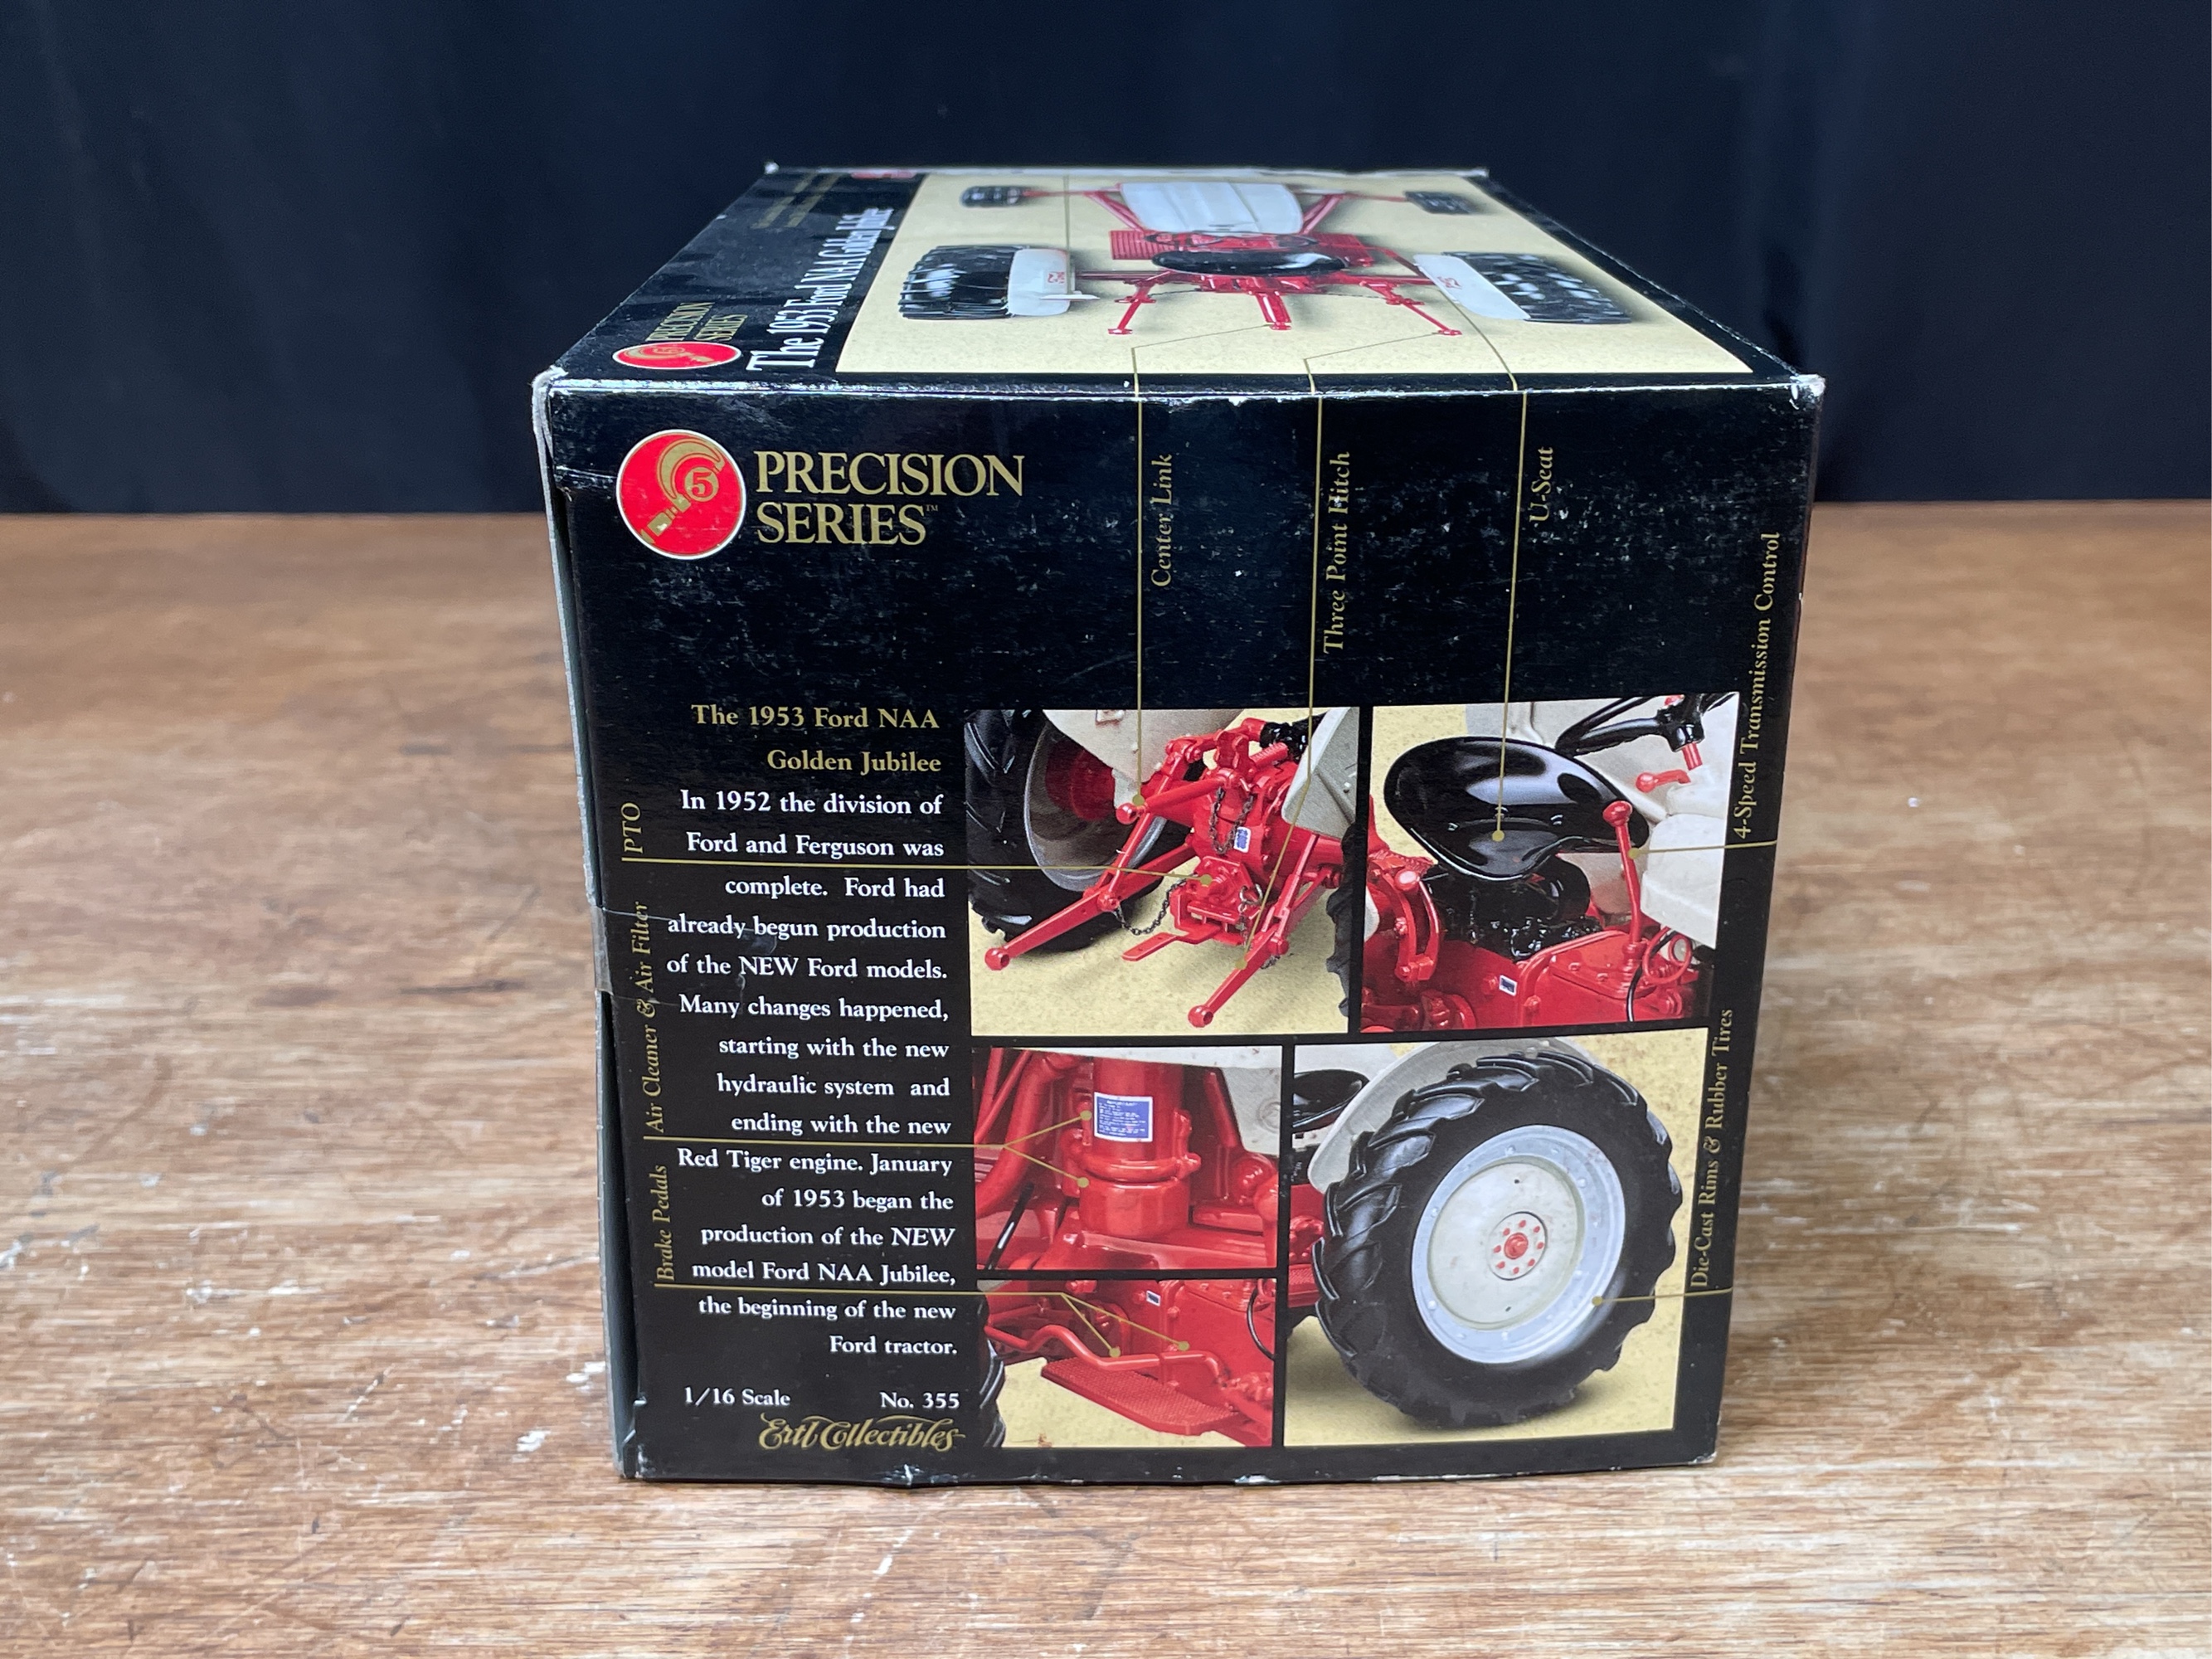 PRECISION
SERIES
The 1953 Ford NAA Golden Jubilee
5
PRECISION
SERIES™
Center Link
Three Point Hitch
U-Seat
4-Speed Transmission Control
The 1953 Ford NAA
Golden Jubilee
In 1952 the division of
Ford and Ferguson was
complete. Ford had
already begun production
of the NEW Ford models.
Many changes happened,
starting with the new
hydraulic system and
ending with the new
Red Tiger engine. January
of 1953 began the
production of the NEW
model Ford NAA Jubilee,
the beginning of the new
Ford tractor.
PTO
Air Cleaner & Air Filter
Brake Pedals
Die-Cast Rims & Rubber Tires
1/16 Scale No. 355
Ertl Collectibles